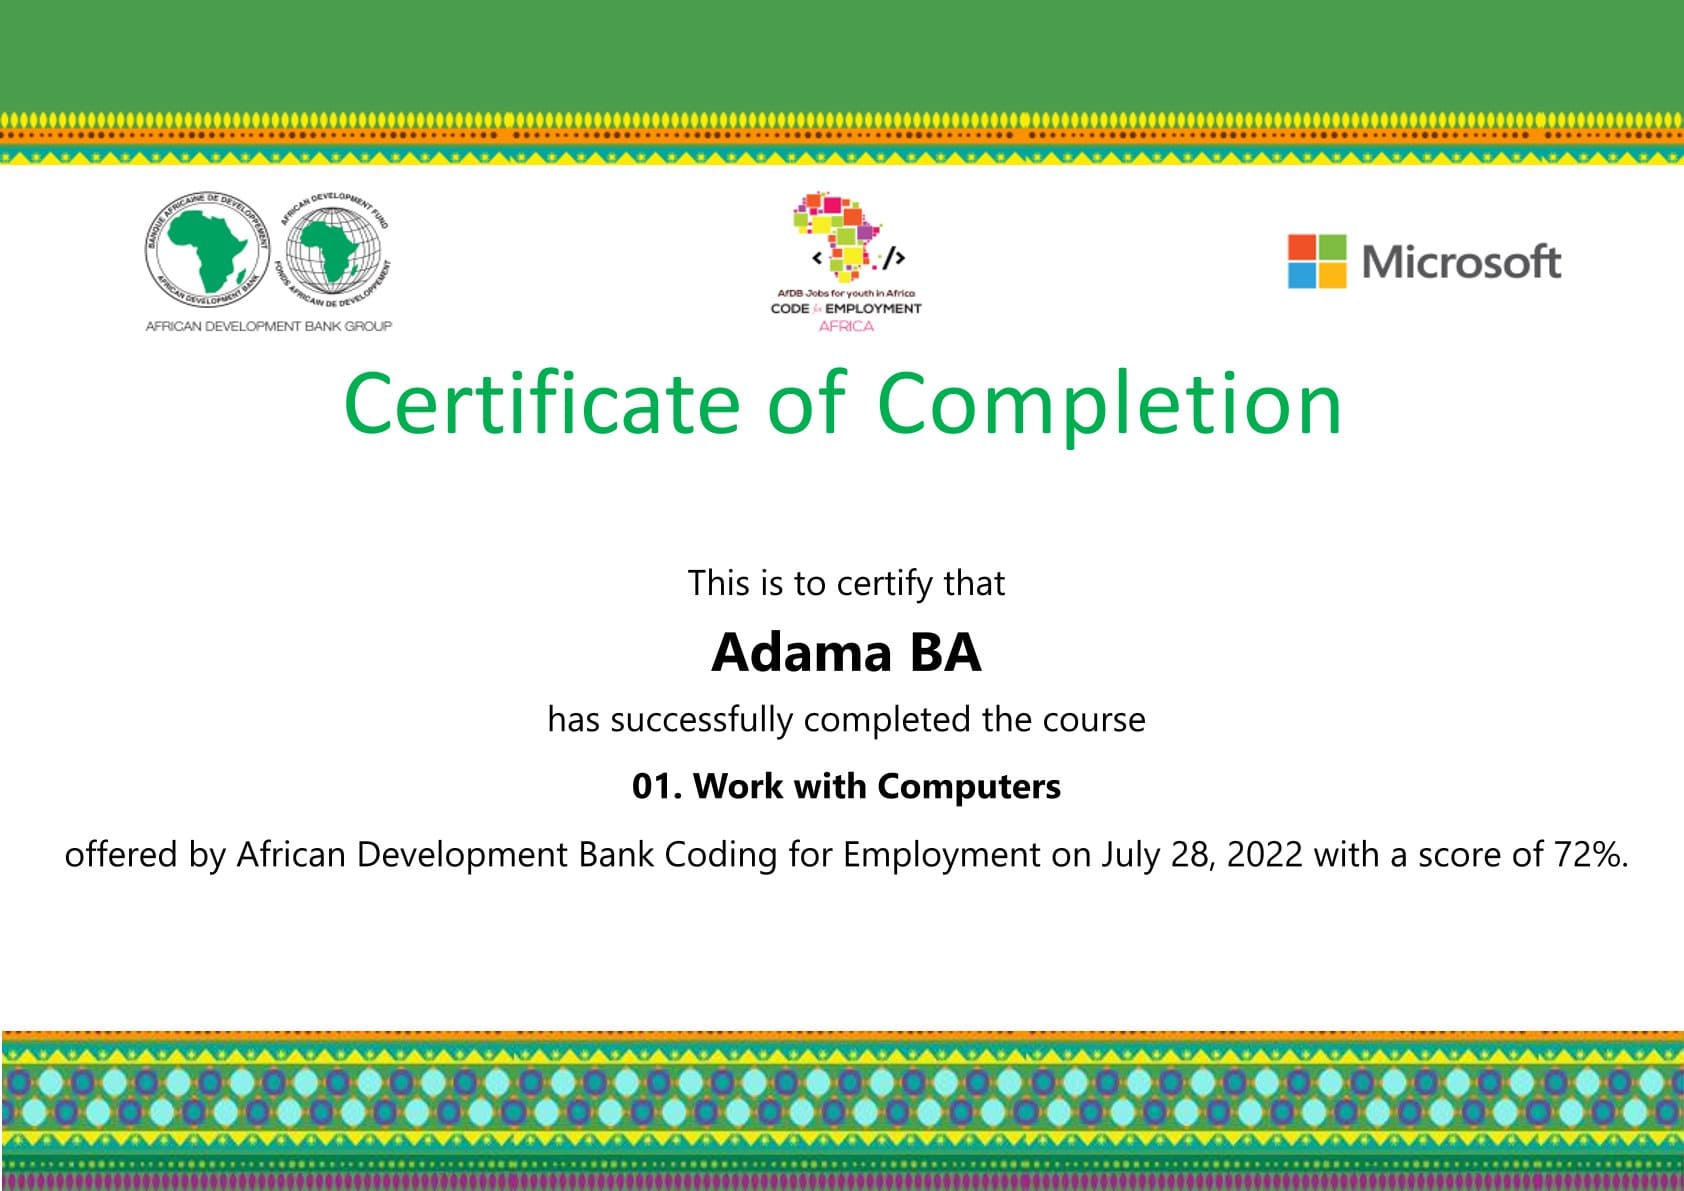 BANQUE AFRICAINE DE DEVELOPPEMENT
AFRICAN DEVELOPMENT BANK
AFRICAN DEVELOPMENT FUND
FONDS AFRICAIN DE DEVELOPPEMENT
AFRICAN DEVELOPMENT BANK GROUP
< />
AfDB Jobs for youth in Africa
CODE for EMPLOYMENT
AFRICA
Microsoft
Certificate of Completion
This is to certify that
Adama BA
has successfully completed the course
01. Work with Computers
offered by African Development Bank Coding for Employment on July 28, 2022 with a score of 72%.